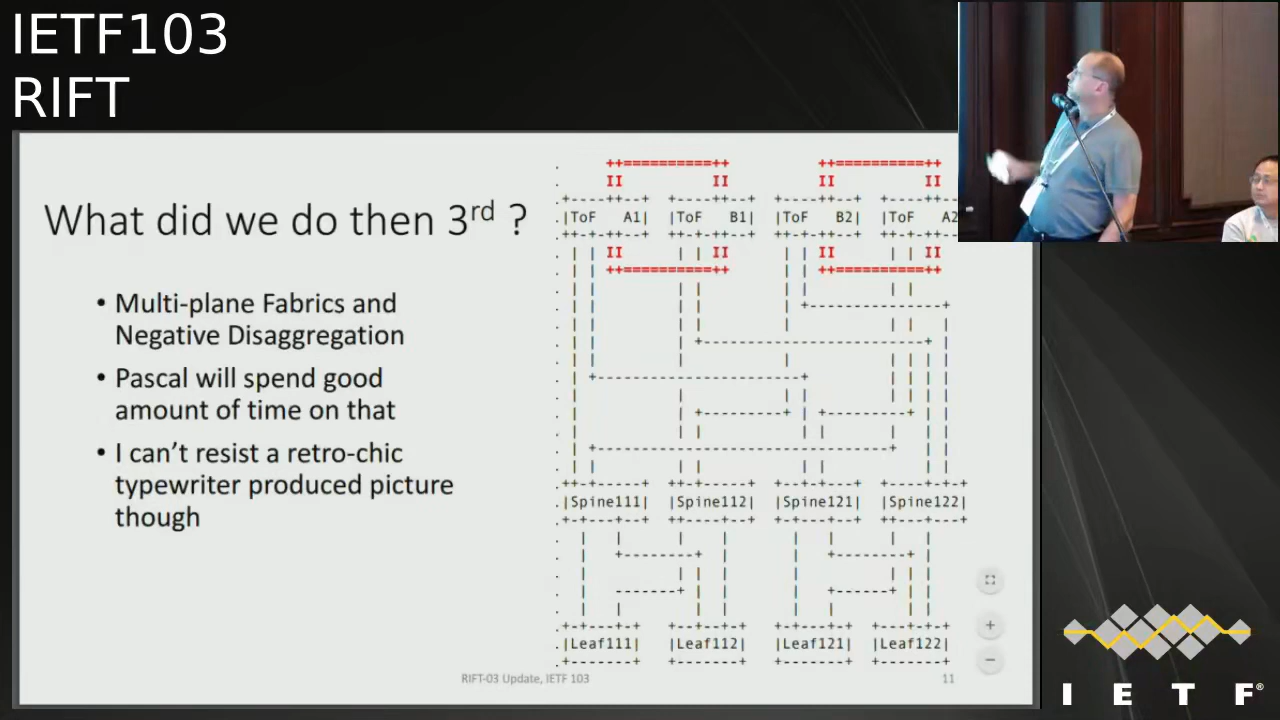 IETF103
RIFT
What did we do then 3rd ?
• Multi-plane Fabrics and
Negative Disaggregation
• Pascal will spend good
amount of time on that
• I can't resist a retro-chic
typewriter produced picture
though
|ToF A1| |ToF B1| |ToF B2| |ToF A2
|Spine111| |Spine112| |Spine121| |Spine122|
|Leaf111| |Leaf112| |Leaf121| |Leaf122|
RIFT-03 Update, IETF 103
11
I E T F®